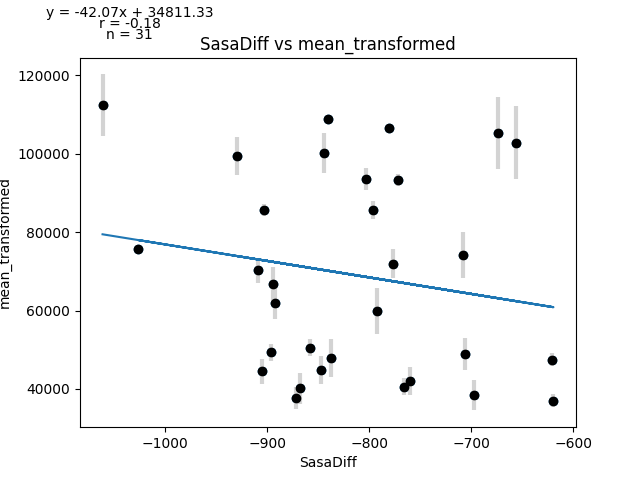 y = -42.07x + 34811.33
r = -0.18
n = 31
SasaDiff vs mean_transformed
120000
100000
80000
60000
40000
mean_transformed
−1000
−900
−800
−700
−600
SasaDiff